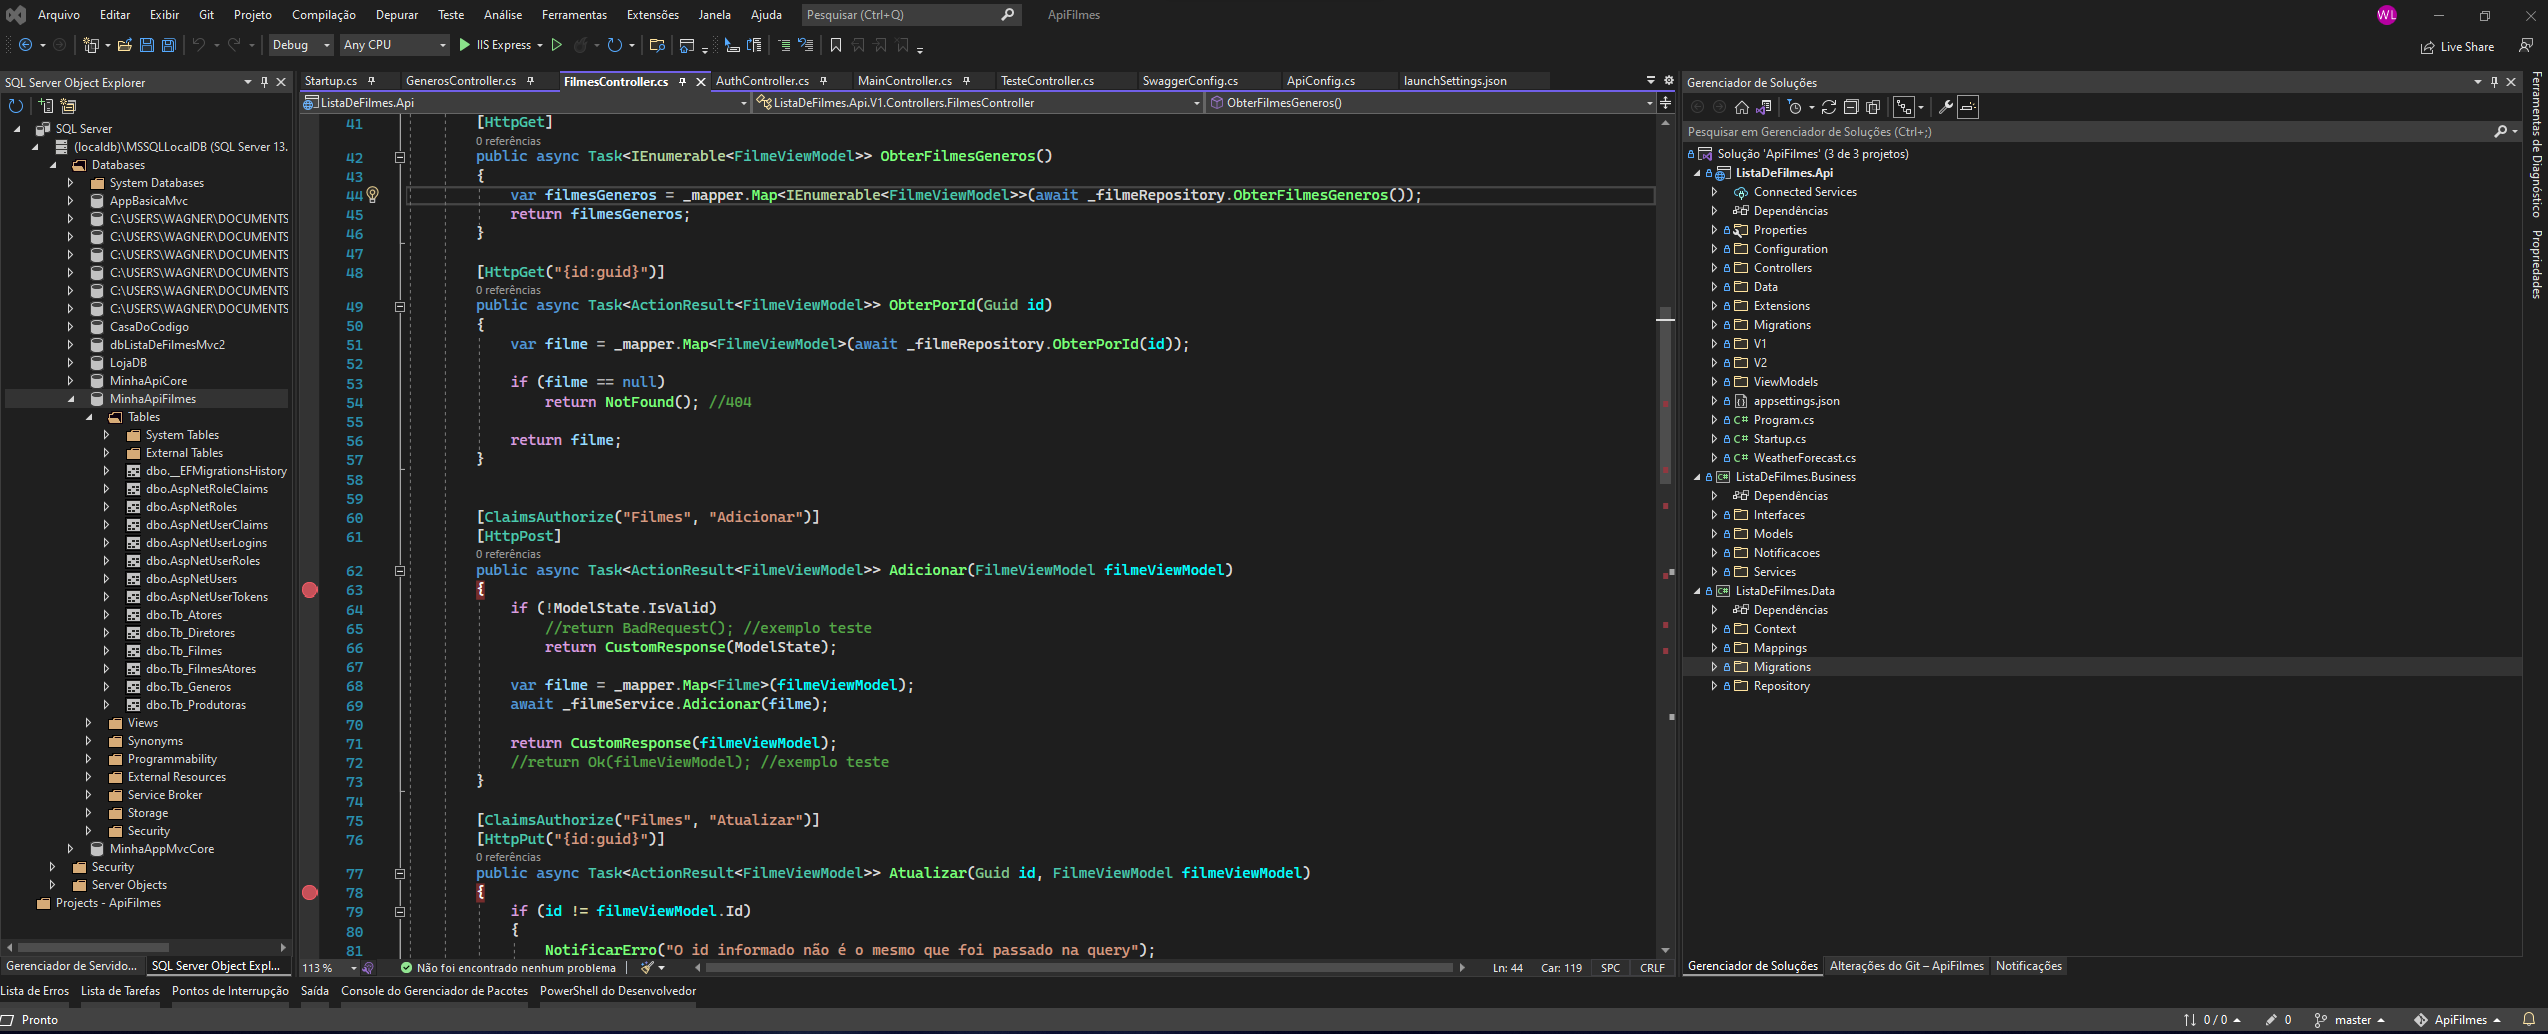 Arquivo Editar Exibir Git Projeto Compilação Depurar Teste Análise Ferramentas Extensões Janela Ajuda Pesquisar (Ctrl+Q) ApiFilmes WL
Debug Any CPU IIS Express Live Share
SQL Server Object Explorer
SQL Server
(localdb)\MSSQLLocalDB (SQL Server 13.
Databases
System Databases
AppBasicaMvc
C:\USERS\WAGNER\DOCUMENTS
C:\USERS\WAGNER\DOCUMENTS
C:\USERS\WAGNER\DOCUMENTS
C:\USERS\WAGNER\DOCUMENTS
C:\USERS\WAGNER\DOCUMENTS
C:\USERS\WAGNER\DOCUMENTS
CasaDoCodigo
dbListaDeFilmesMvc2
LojaDB
MinhaApiCore
MinhaApiFilmes
Tables
System Tables
External Tables
dbo.__EFMigrationsHistory
dbo.AspNetRoleClaims
dbo.AspNetRoles
dbo.AspNetUserClaims
dbo.AspNetUserLogins
dbo.AspNetUserRoles
dbo.AspNetUsers
dbo.AspNetUserTokens
dbo.Tb_Atores
dbo.Tb_Diretores
dbo.Tb_Filmes
dbo.Tb_FilmesAtores
dbo.Tb_Generos
dbo.Tb_Produtoras
Views
Synonyms
Programmability
External Resources
Service Broker
Storage
Security
MinhaAppMvcCore
Security
Server Objects
Projects - ApiFilmes
Gerenciador de Servido... SQL Server Object Expl...
Startup.cs GenerosController.cs FilmesController.cs AuthController.cs MainController.cs TesteController.cs SwaggerConfig.cs ApiConfig.cs launchSettings.json
ListaDeFilmes.Api ListaDeFilmes.Api.V1.Controllers.FilmesController ObterFilmesGeneros()
41 [HttpGet]
0 referências
42 public async Task<IEnumerable<FilmeViewModel>> ObterFilmesGeneros()
43 {
44 var filmesGeneros = _mapper.Map<IEnumerable<FilmeViewModel>>(await _filmeRepository.ObterFilmesGeneros());
45 return filmesGeneros;
46 }
47
48 [HttpGet("{id:guid}")]
0 referências
49 public async Task<ActionResult<FilmeViewModel>> ObterPorId(Guid id)
50 {
51 var filme = _mapper.Map<FilmeViewModel>(await _filmeRepository.ObterPorId(id));
52
53 if (filme == null)
54 return NotFound(); //404
55
56 return filme;
57 }
58
59
60 [ClaimsAuthorize("Filmes", "Adicionar")]
61 [HttpPost]
0 referências
62 public async Task<ActionResult<FilmeViewModel>> Adicionar(FilmeViewModel filmeViewModel)
63 {
64 if (!ModelState.IsValid)
65 //return BadRequest(); //exemplo teste
66 return CustomResponse(ModelState);
67
68 var filme = _mapper.Map<Filme>(filmeViewModel);
69 await _filmeService.Adicionar(filme);
70
71 return CustomResponse(filmeViewModel);
72 //return Ok(filmeViewModel); //exemplo teste
73 }
74
75 [ClaimsAuthorize("Filmes", "Atualizar")]
76 [HttpPut("{id:guid}")]
0 referências
77 public async Task<ActionResult<FilmeViewModel>> Atualizar(Guid id, FilmeViewModel filmeViewModel)
78 {
79 if (id != filmeViewModel.Id)
80 {
81 NotificarErro("O id informado não é o mesmo que foi passado na query");
113 % Não foi encontrado nenhum problema Ln: 44 Car: 119 SPC CRLF
Gerenciador de Soluções
Pesquisar em Gerenciador de Soluções (Ctrl+;)
Solução 'ApiFilmes' (3 de 3 projetos)
ListaDeFilmes.Api
Connected Services
Dependências
Properties
Configuration
Controllers
Data
Extensions
Migrations
V1
V2
ViewModels
appsettings.json
C# Program.cs
C# Startup.cs
C# WeatherForecast.cs
C# ListaDeFilmes.Business
Dependências
Interfaces
Models
Notificacoes
Services
C# ListaDeFilmes.Data
Dependências
Context
Mappings
Migrations
Repository
Gerenciador de Soluções Alterações do Git – ApiFilmes Notificações
Ferramentas de Diagnóstico
Propriedades
Lista de Erros Lista de Tarefas Pontos de Interrupção Saída Console do Gerenciador de Pacotes PowerShell do Desenvolvedor
Pronto 0 / 0 0 master ApiFilmes